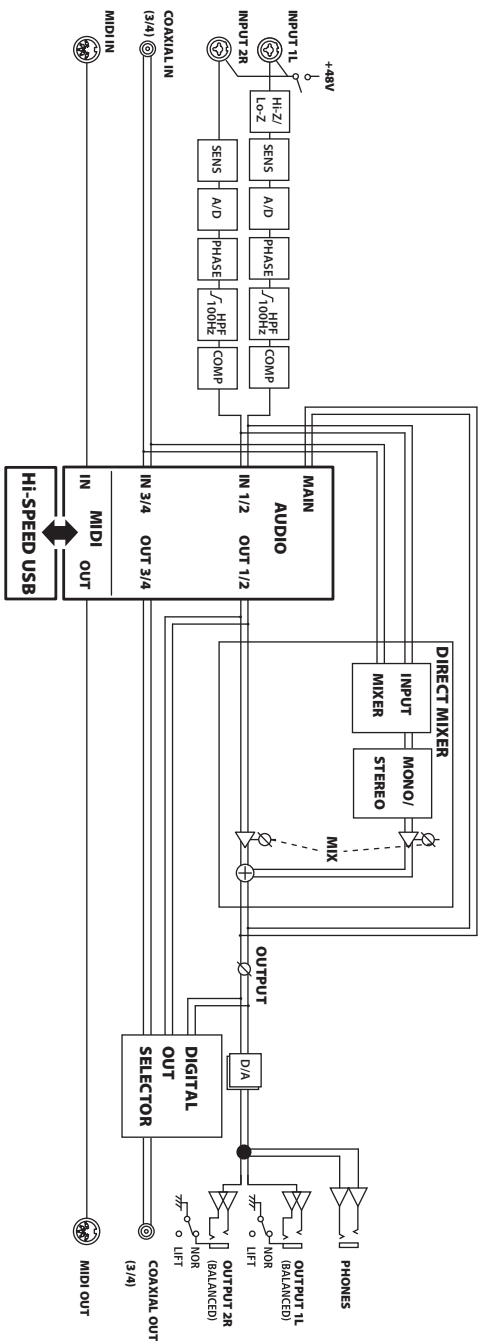 +48V
INPUT 1L
INPUT 2R
COAXIAL IN
(3/4)
MIDI IN
Hi-Z/
Lo-Z
SENS
A/D
PHASE
HPF
100Hz
COMP
SENS
A/D
PHASE
HPF
100Hz
COMP
MAIN
AUDIO
IN 1/2
OUT 1/2
IN 3/4
OUT 3/4
MIDI
IN
OUT
Hi-SPEED USB
DIRECT MIXER
INPUT
MIXER
MONO/
STEREO
MIX
OUTPUT
DIGITAL
OUT
SELECTOR
D/A
PHONES
OUTPUT 1L
(BALANCED)
NOR
LIFT
OUTPUT 2R
(BALANCED)
NOR
LIFT
COAXIAL OUT
(3/4)
MIDI OUT